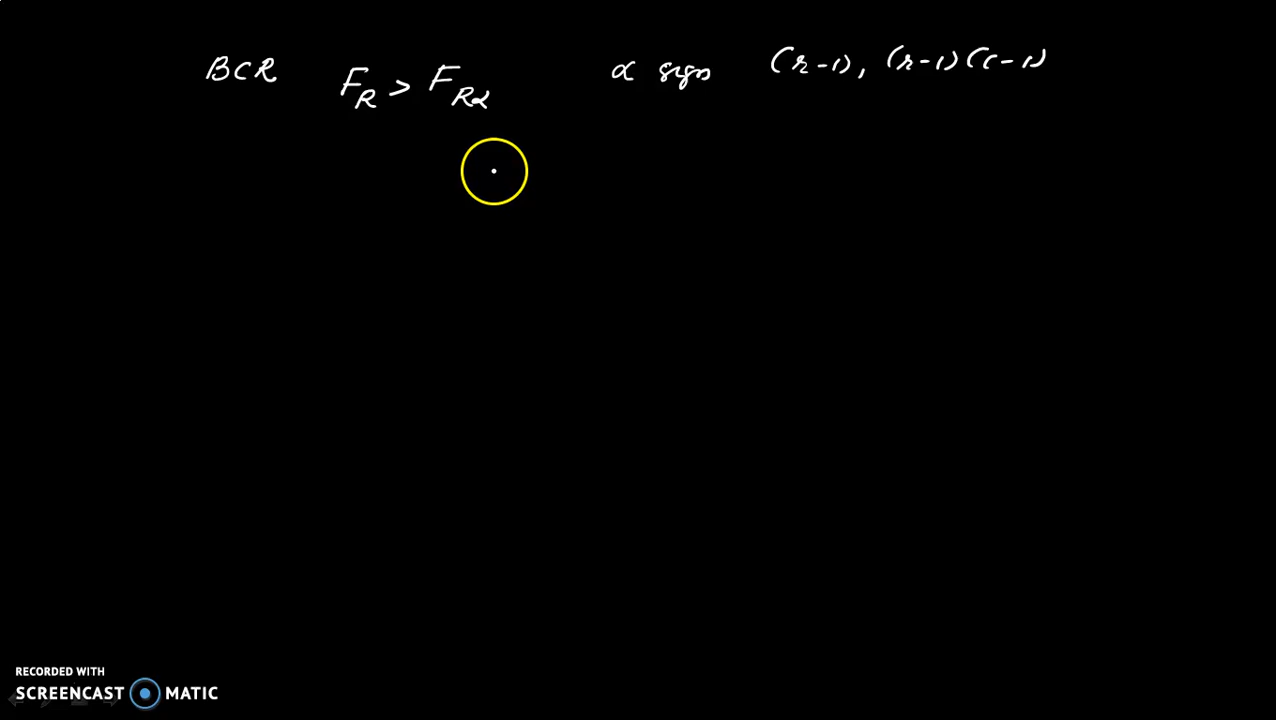 BCR F_R > F_Rα α sign (r-1), (r-1)(c-1)
RECORDED WITH
SCREENCAST MATIC